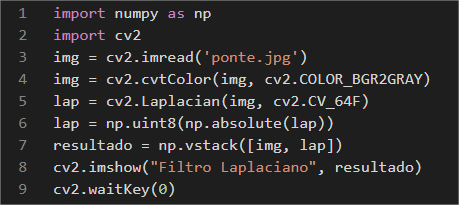 1 import numpy as np
2 import cv2
3 img = cv2.imread('ponte.jpg')
4 img = cv2.cvtColor(img, cv2.COLOR_BGR2GRAY)
5 lap = cv2.Laplacian(img, cv2.CV_64F)
6 lap = np.uint8(np.absolute(lap))
7 resultado = np.vstack([img, lap])
8 cv2.imshow("Filtro Laplaciano", resultado)
9 cv2.waitKey(0)